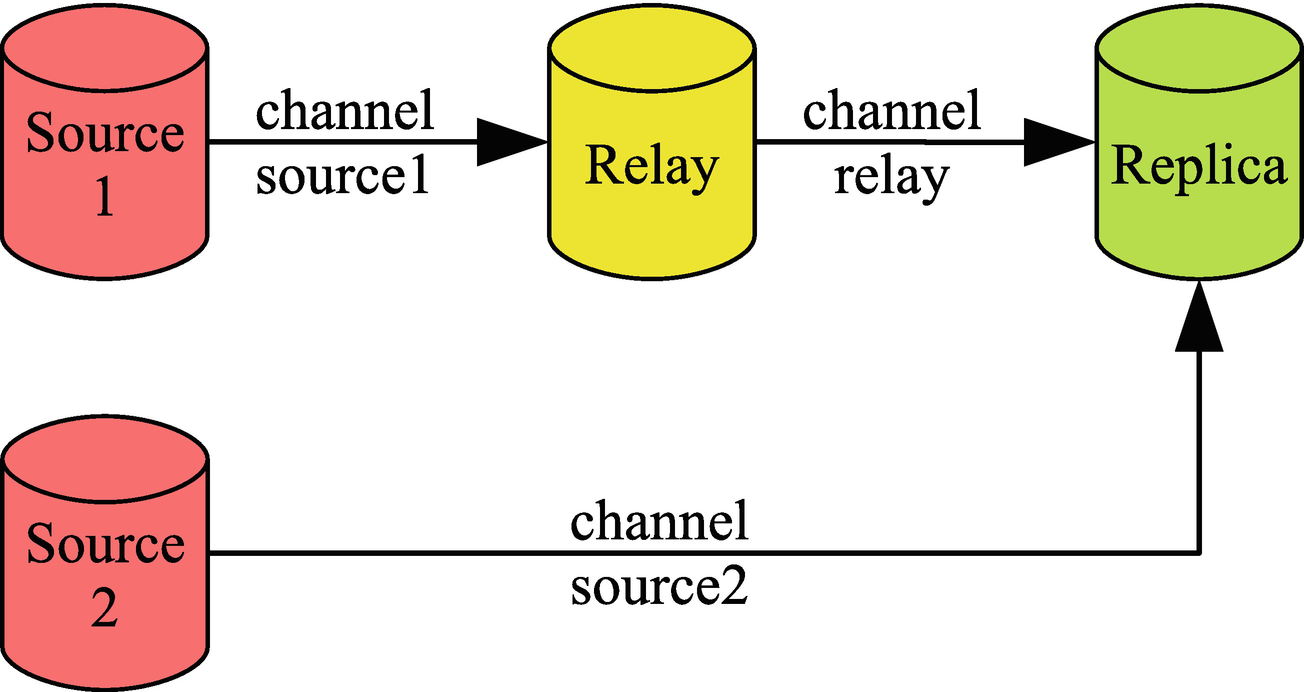 Source
1
channel
source1
Relay
channel
relay
Replica
Source
2
channel
source2